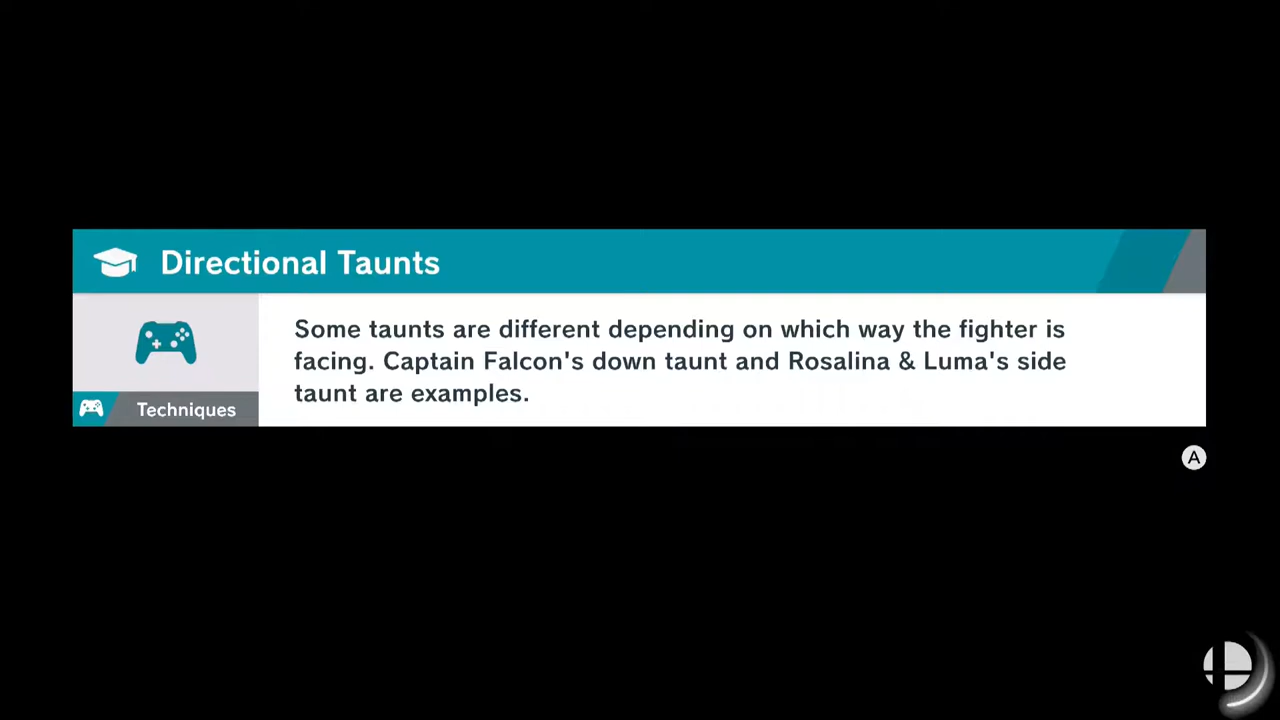 Directional Taunts
Some taunts are different depending on which way the fighter is
facing. Captain Falcon's down taunt and Rosalina & Luma's side
taunt are examples.
Techniques
A